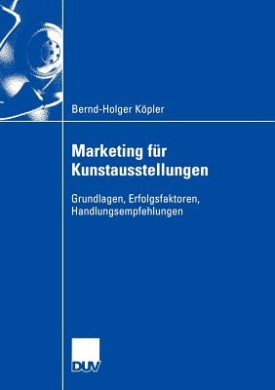 Bernd-Holger Köpler
Marketing für
Kunstausstellungen
Grundlagen, Erfolgsfaktoren,
Handlungsempfehlungen
DUV